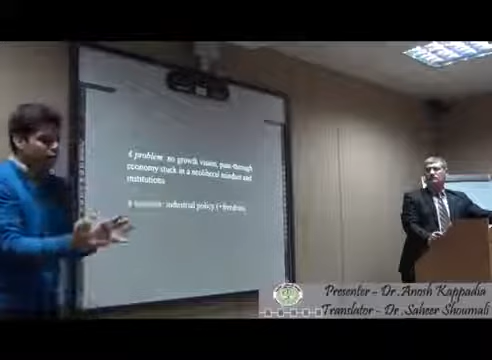 A problem: no growth vision, pass-through
economy stuck in a neoliberal mindset and
institutions
industrial policy (+freedom)
Presenter - Dr. Anosh Kappadia
Translator - Dr. Saheer Shoumali